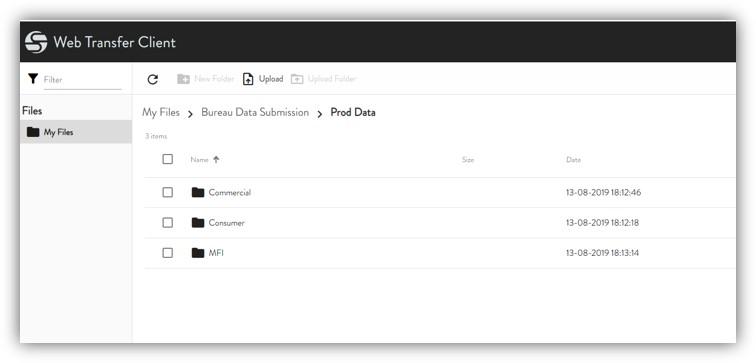 Web Transfer Client
Filter
New Folder
Upload
Upload Folder
Files
My Files
My Files > Bureau Data Submission > Prod Data
3 items
Name Size Date
Commercial 13-08-2019 18:12:46
Consumer 13-08-2019 18:12:18
MFI 13-08-2019 18:13:14